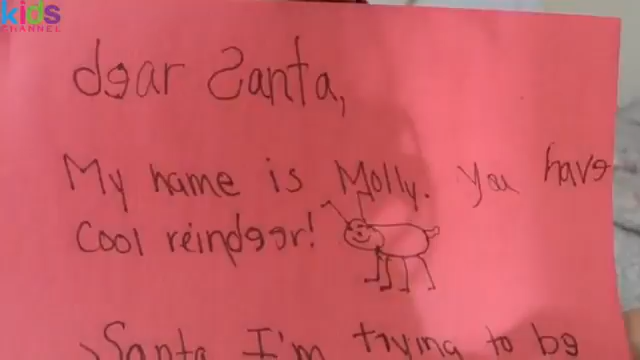 kids
CHANNEL
dear Santa,
My name is Molly. You have
Cool reindeer!
Santa I'm trying to be